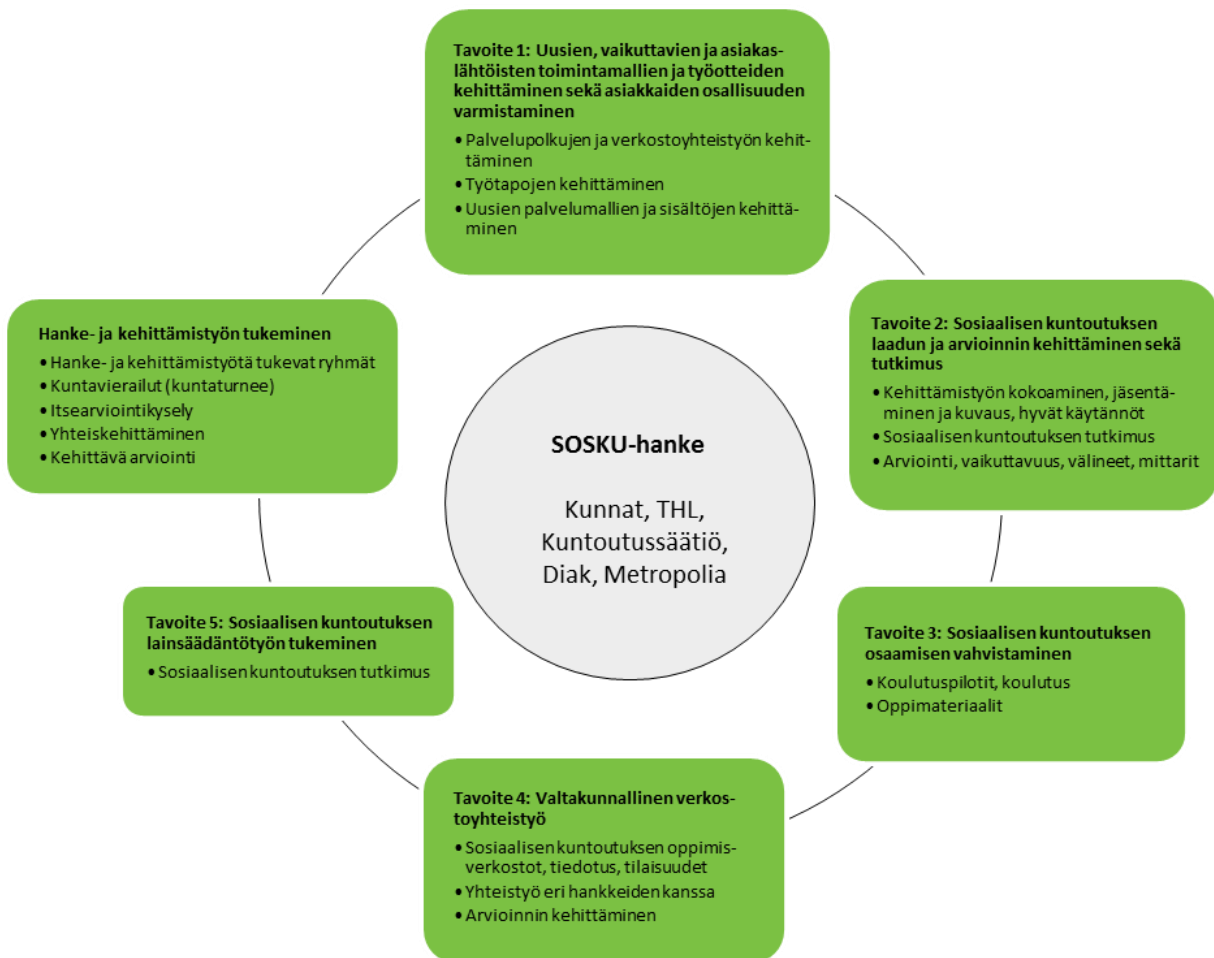 Tavoite 1: Uusien, vaikuttavien ja asiakas-
lähtöisten toimintamallien ja työotteiden
kehittäminen sekä asiakkaiden osallisuuden
varmistaminen
• Palvelupolkujen ja verkostoyhteistyön kehit-
täminen
• Työtapojen kehittäminen
• Uusien palvelumallien ja sisältöjen kehittä-
minen
Tavoite 2: Sosiaalisen kuntoutuksen
laadun ja arvioinnin kehittäminen sekä
tutkimus
• Kehittämistyön kokoaminen, jäsentä-
minen ja kuvaus, hyvät käytännöt
• Sosiaalisen kuntoutuksen tutkimus
• Arviointi, vaikuttavuus, välineet, mittarit
Tavoite 3: Sosiaalisen kuntoutuksen
osaamisen vahvistaminen
• Koulutuspilotit, koulutus
• Oppimateriaalit
Tavoite 4: Valtakunnallinen verkos-
toyhteistyö
• Sosiaalisen kuntoutuksen oppimis-
verkostot, tiedotus, tilaisuudet
• Yhteistyö eri hankkeiden kanssa
• Arvioinnin kehittäminen
Tavoite 5: Sosiaalisen kuntoutuksen
lainsäädäntötyön tukeminen
• Sosiaalisen kuntoutuksen tutkimus
Hanke- ja kehittämistyön tukeminen
• Hanke- ja kehittämistyötä tukevat ryhmät
• Kuntavierailut (kuntaturnee)
• Itsearviointikysely
• Yhteiskehittäminen
• Kehittävä arviointi
SOSKU-hanke
Kunnat, THL,
Kuntoutussäätiö,
Diak, Metropolia